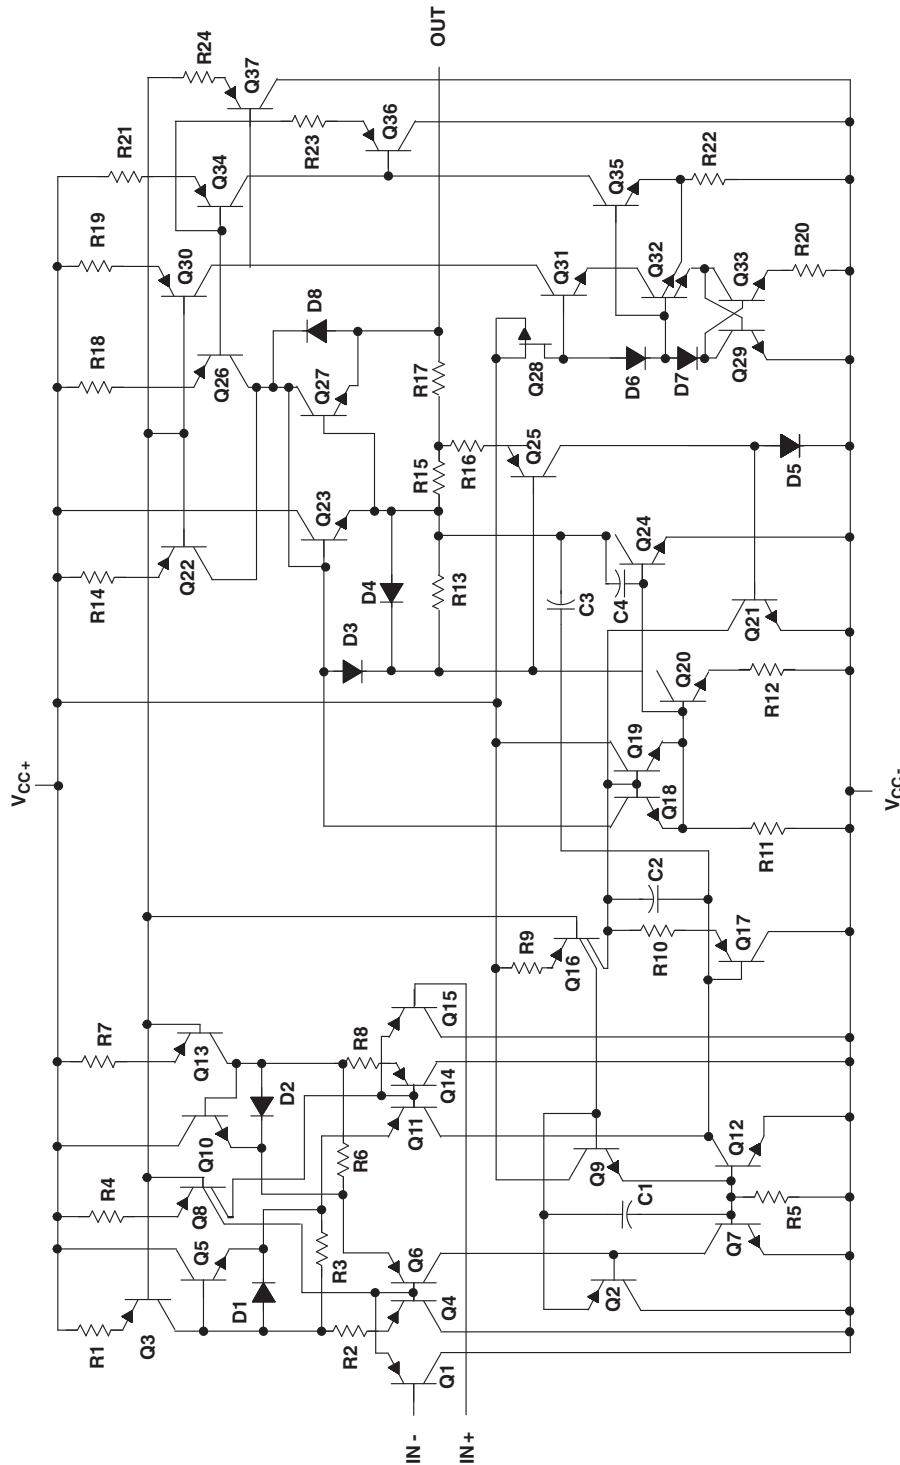 VCC+
R1
R4
R7
R14
R18
R19
R21
Q3
Q5
Q8
Q10
Q13
Q22
Q26
Q30
Q34
R24
Q37
D1
D2
D8
R23
Q23
Q27
R2
R3
R6
R8
D3
D4
Q36
IN -
Q1
Q4
Q6
Q11
Q14
Q15
R13
R15
R17
OUT
IN+
R16
R9
Q25
Q28
Q31
Q16
C3
Q2
Q9
C4
Q35
C1
C2
R10
Q18
Q19
Q20
Q24
D6
D7
Q32
R22
Q7
Q12
Q17
Q21
Q29
Q33
R5
R11
R12
D5
R20
VCC-